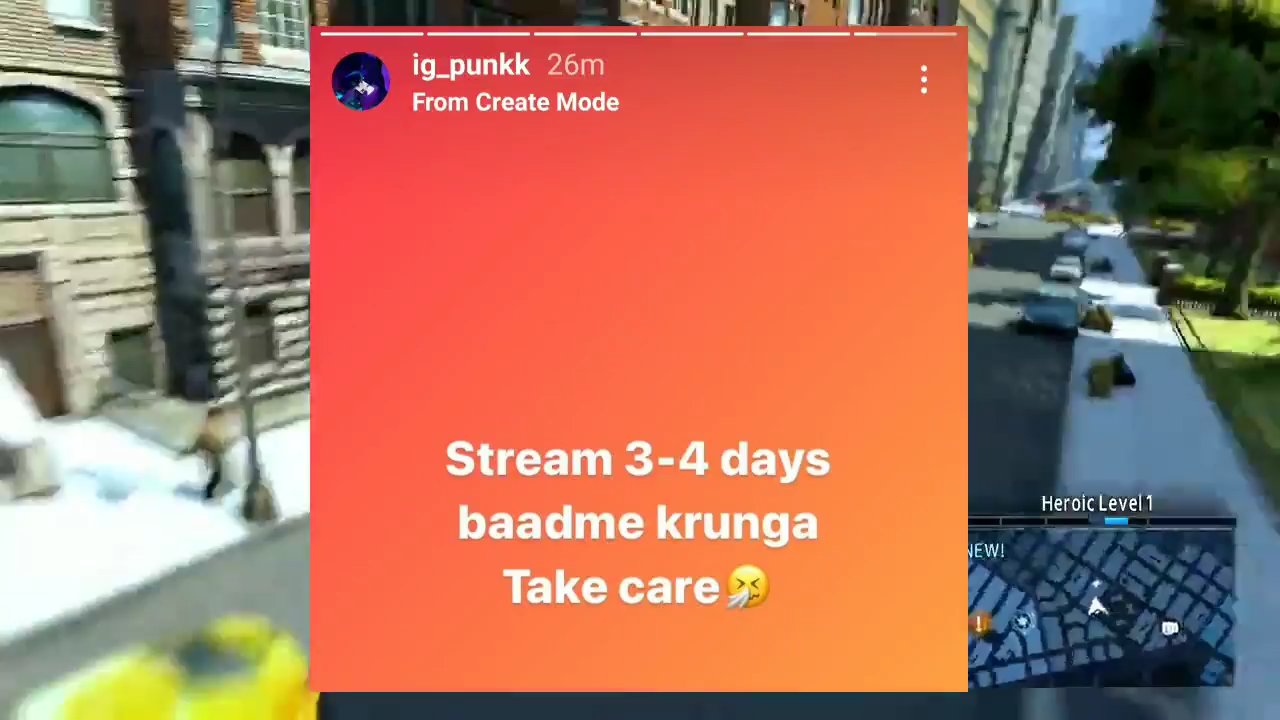 ig_punkk 26m
From Create Mode
Stream 3-4 days
baadme krunga
Take care🤧
Heroic Level 1
NEW!